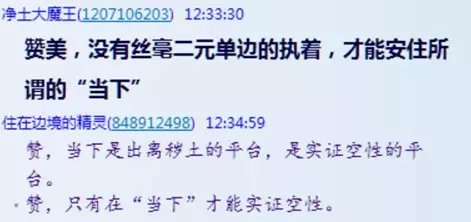 净土大魔王(1207106203) 12:33:30
赞美，没有丝毫二元单边的执着，才能安住所
谓的“当下”
住在边境的精灵(848912498) 12:34:59
赞，当下是出离秽土的平台，是实证空性的平
台。
赞，只有在“当下”才能实证空性。